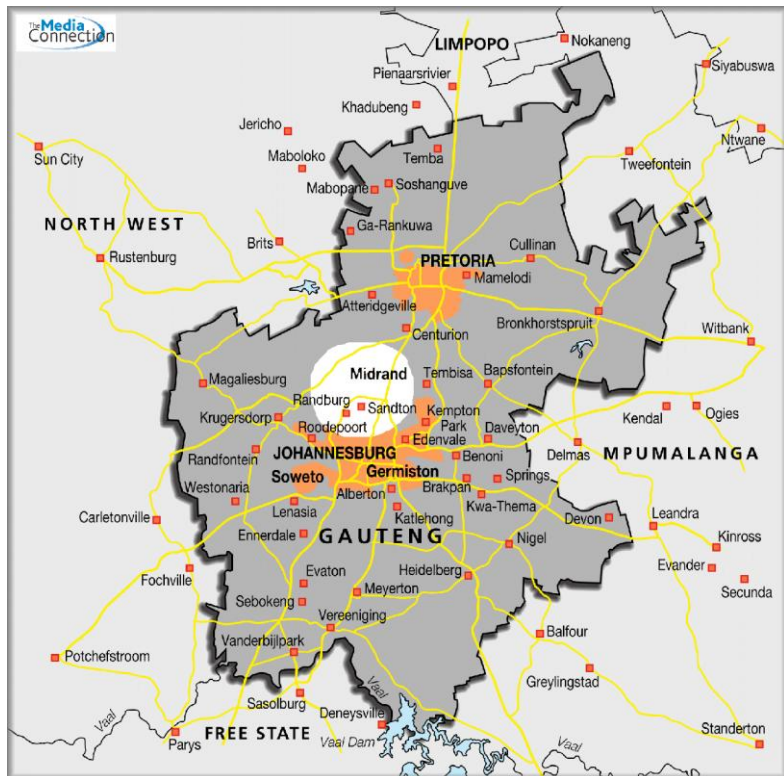 The Media
Connection
LIMPOPO
Nokaneng
Siyabuswa
Pienaarsrivier
Khadubeng
Jericho
Ntwane
Sun City
Maboloko
Temba
Tweefontein
Mabopane
Soshanguve
NORTH WEST
Ga-Rankuwa
Brits
Cullinan
Rustenburg
PRETORIA
Mamelodi
Atteridgeville
Bronkhorstspruit
Centurion
Witbank
Midrand
Magaliesburg
Tembisa
Bapsfontein
Randburg
Sandton
Kempton
Park
Krugersdorp
Roodepoort
Kendal
Ogies
Edenvale
Daveyton
JOHANNESBURG
Randfontein
Benoni
Delmas
MPUMALANGA
Soweto
Germiston
Springs
Westonaria
Alberton
Brakpan
Kwa-Thema
Lenasia
Katlehong
Devon
Leandra
Carletonville
Ennerdale
GAUTENG
Nigel
Kinross
Evander
Fochville
Evaton
Heidelberg
Secunda
Sebokeng
Meyerton
Vereeniging
Balfour
Vanderbijlpark
Potchefstroom
Greylingstad
Vaal
Sasolburg
Vaal
Deneysville
Standerton
Parys
FREE STATE
Vaal Dam
Vaal